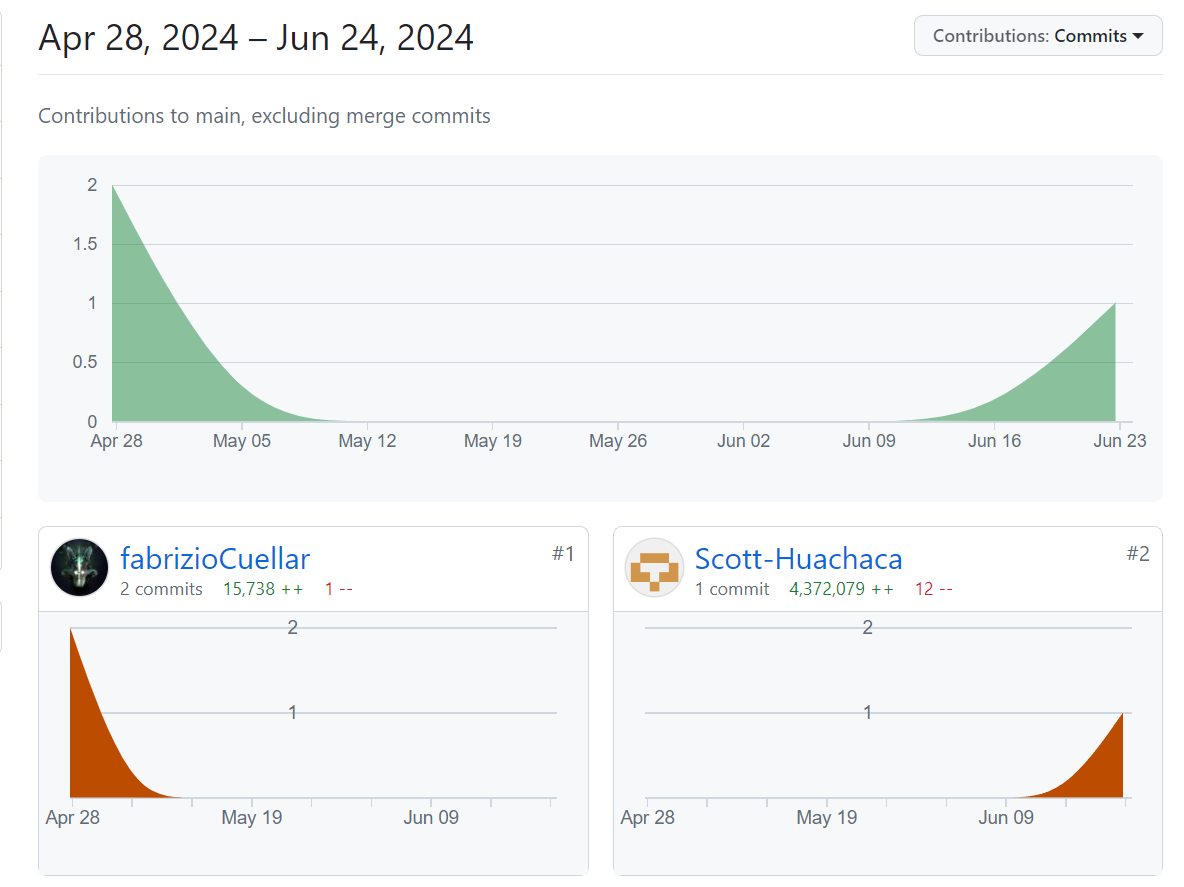 Apr 28, 2024 – Jun 24, 2024
Contributions: Commits
Contributions to main, excluding merge commits
2
1.5
1
0.5
0
Apr 28 May 05 May 12 May 19 May 26 Jun 02 Jun 09 Jun 16 Jun 23
fabrizioCuellar #1
2 commits 15,738 ++ 1 --
2
1
Apr 28 May 19 Jun 09
Scott-Huachaca #2
1 commit 4,372,079 ++ 12 --
2
1
Apr 28 May 19 Jun 09